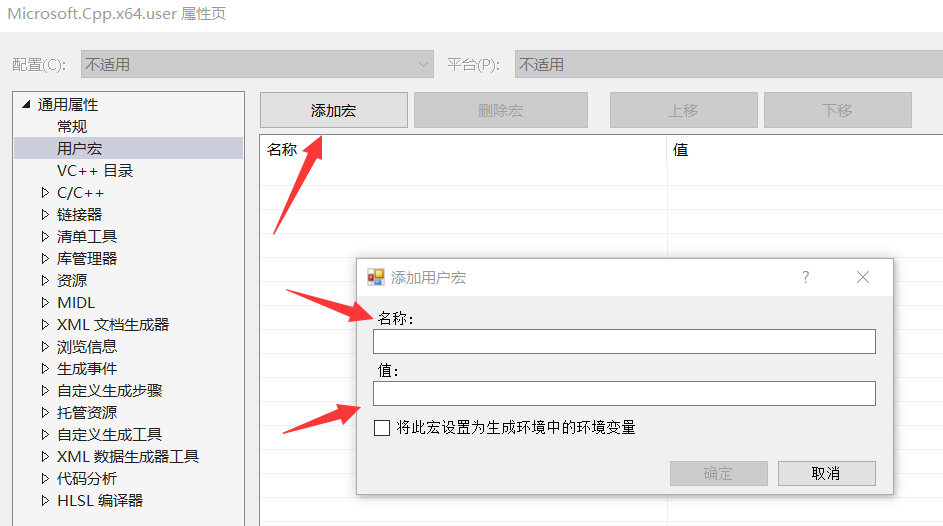 Microsoft.Cpp.x64.user 属性页
配置(C): 不适用 平台(P): 不适用
通用属性
常规
用户宏
VC++ 目录
C/C++
链接器
清单工具
库管理器
资源
MIDL
XML 文档生成器
浏览信息
生成事件
自定义生成步骤
托管资源
自定义生成工具
XML 数据生成器工具
代码分析
HLSL 编译器
添加宏 删除宏 上移 下移
名称 值
添加用户宏 ?
名称:
值:
将此宏设置为生成环境中的环境变量
确定 取消